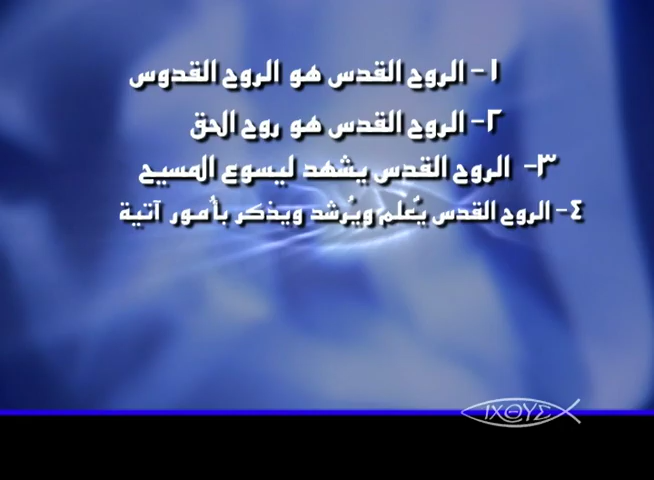 ١- الروح القدس هو الروح القدوس
٢- الروح القدس هو روح الحق
٣- الروح القدس يشهد ليسوع المسيح
٤- الروح القدس يُعلم ويُرشد ويذكر بأمور آتية
ΙΧΘΥΣ